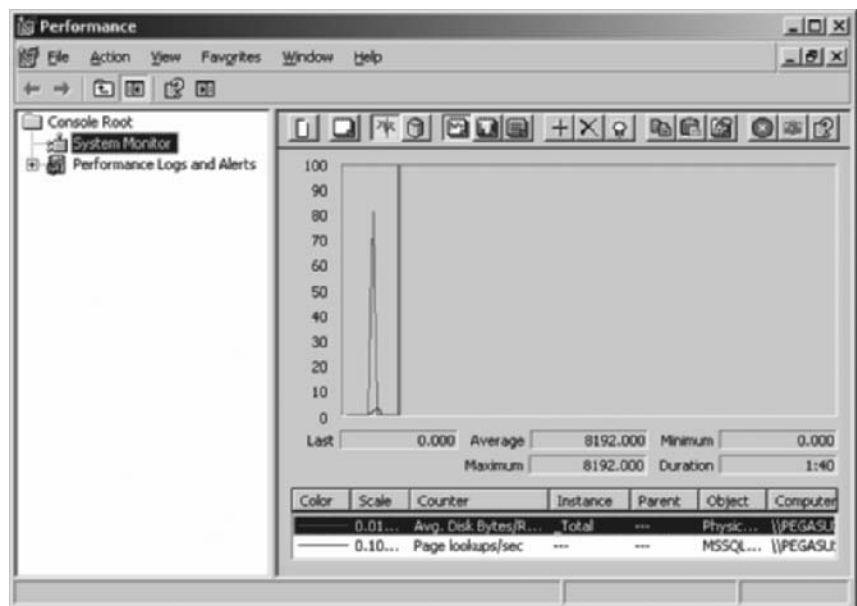 Performance
File Action View Favorites Window Help
Console Root
System Monitor
Performance Logs and Alerts
100
90
80
70
60
50
40
30
20
10
0
Last 0.000 Average 8192.000 Minimum 0.000
Maximum 8192.000 Duration 1:40
Color Scale Counter Instance Parent Object Computer
0.01... Avg. Disk Bytes/R... _Total --- Physic... \\PEGASU
0.10... Page lookups/sec --- --- MSSQL... \\PEGASU